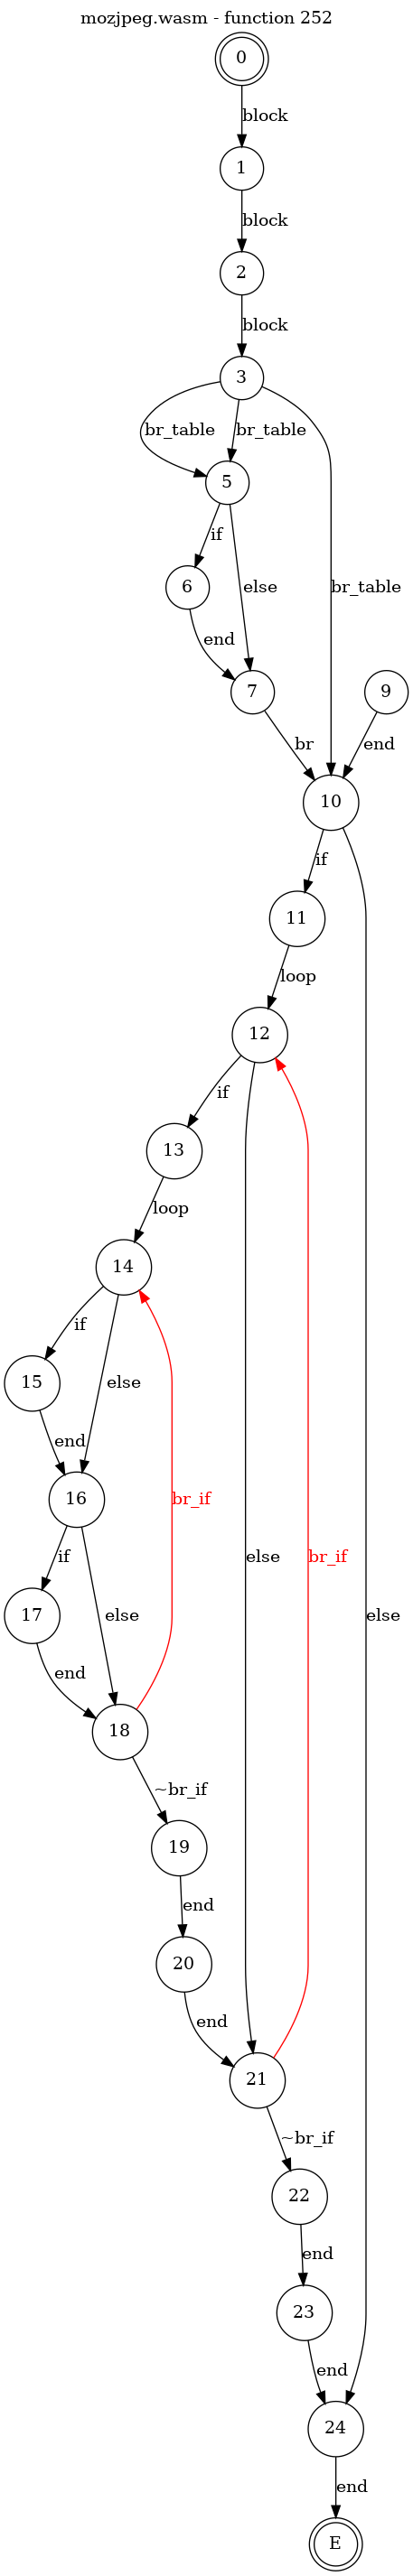 mozjpeg.wasm - function 252
0
block
1
block
2
block
3
br_table
br_table
5
if
6
else
br_table
end
7
9
br
end
10
if
11
loop
12
if
13
loop
14
if
15
else
end
16
br_if
if
else
br_if
17
else
else
end
18
~br_if
19
end
20
end
21
~br_if
22
end
23
end
24
end
E